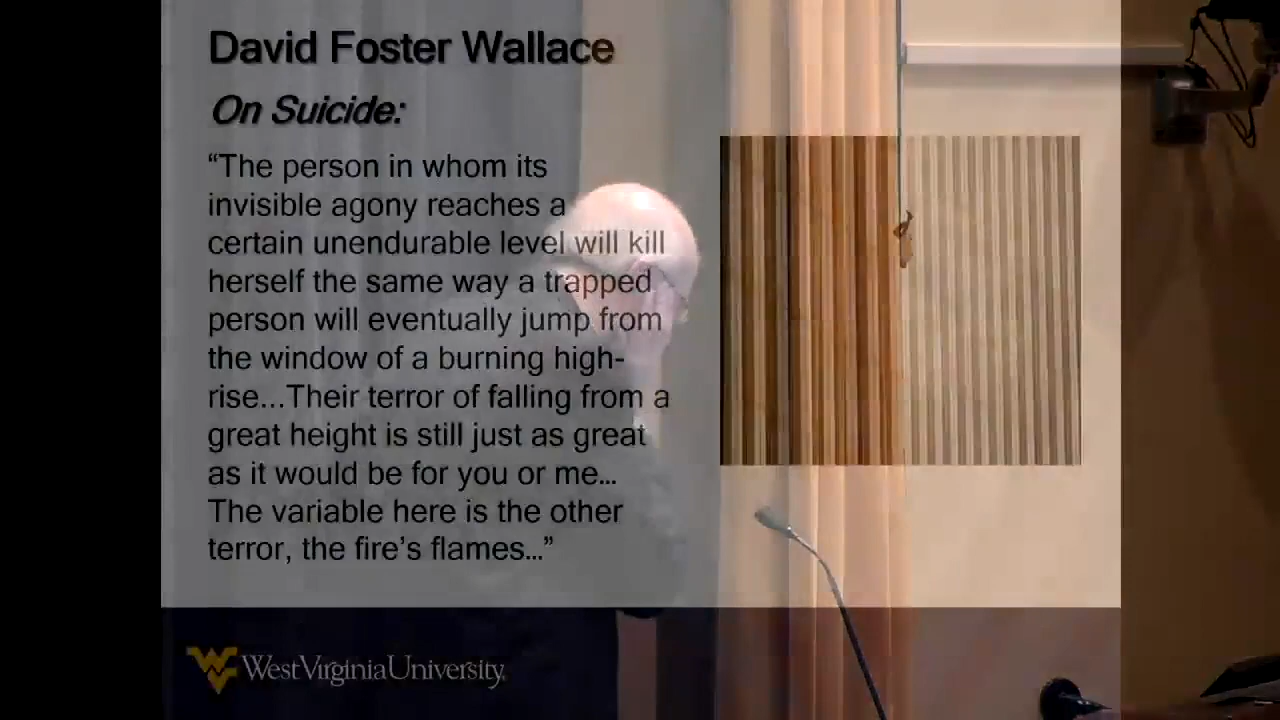 David Foster Wallace
On Suicide:
“The person in whom its
invisible agony reaches a
certain unendurable level will kill
herself the same way a trapped
person will eventually jump from
the window of a burning high-
rise...Their terror of falling from a
great height is still just as great
as it would be for you or me...
The variable here is the other
terror, the fire’s flames...”
WestVirginiaUniversity